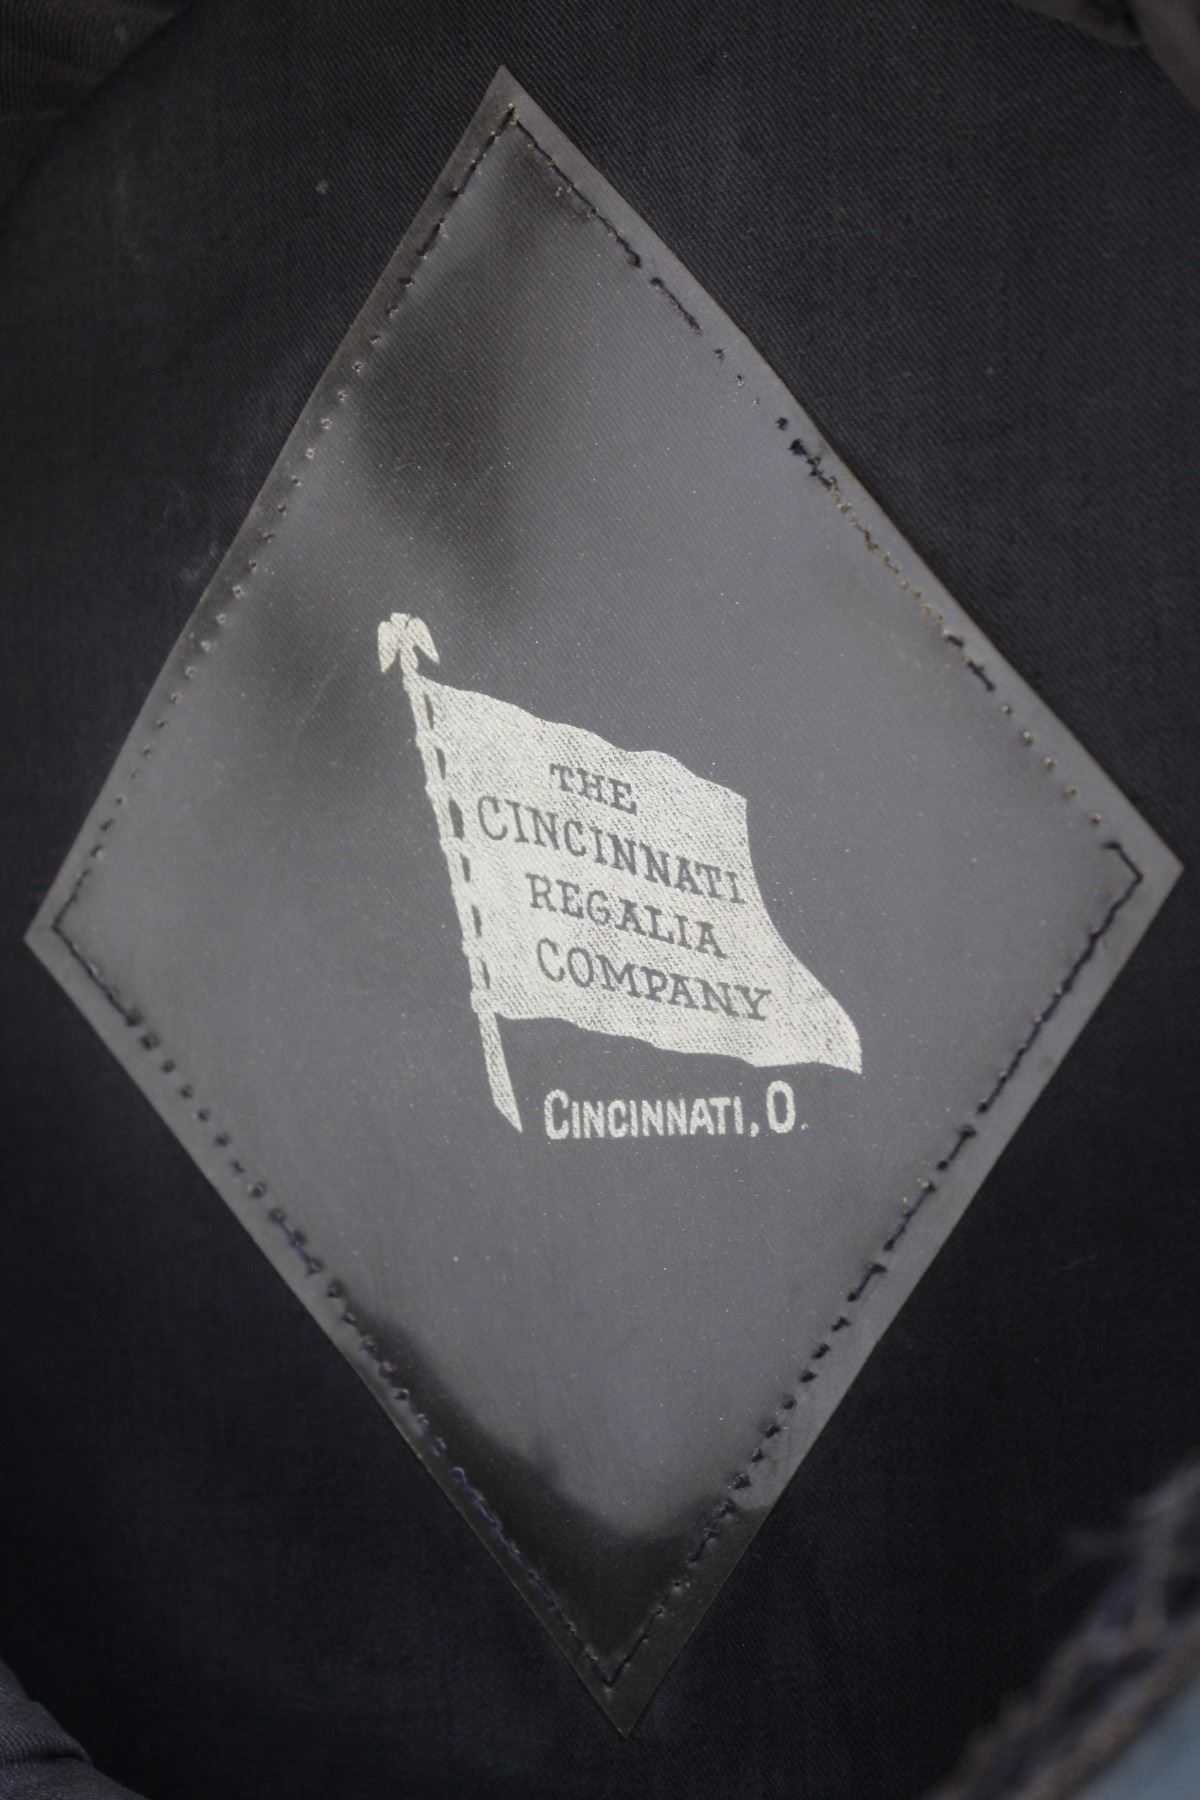 THE
CINCINNATI
REGALIA
COMPANY
CINCINNATI, O.